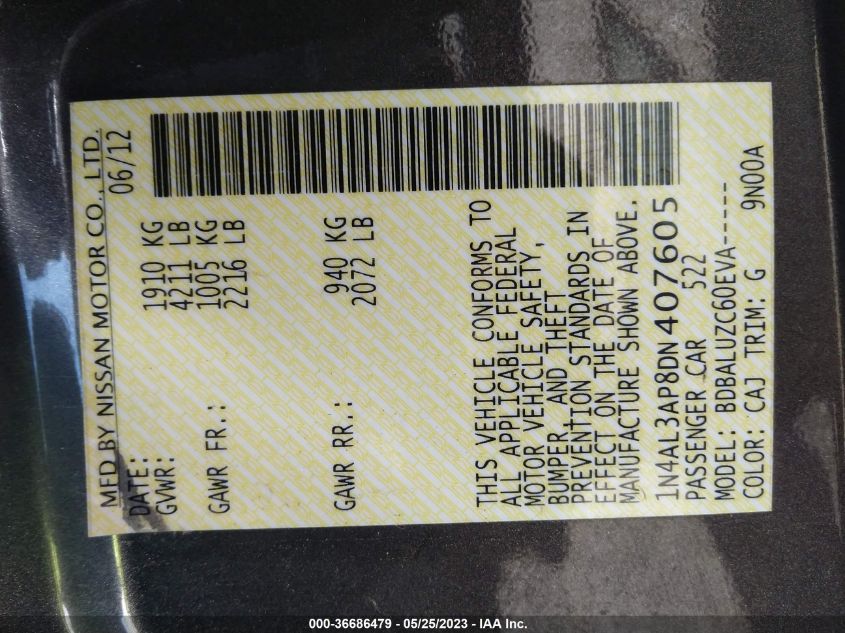 MFD BY NISSAN MOTOR CO., LTD.
DATE: 06/12
GVWR: 1910 KG
4211 LB
GAWR FR.: 1005 KG
2216 LB
GAWR RR.: 940 KG
2072 LB
THIS VEHICLE CONFORMS TO
ALL APPLICABLE FEDERAL
MOTOR VEHICLE SAFETY,
BUMPER, AND THEFT
PREVENTION STANDARDS IN
EFFECT ON THE DATE OF
MANUFACTURE SHOWN ABOVE.
1N4AL3AP8DN407605
PASSENGER CAR 522
MODEL: BDBALUZC60EVA-----
COLOR: CAJ TRIM: G 9N00A
000-36686479 - 05/25/2023 - IAA Inc.